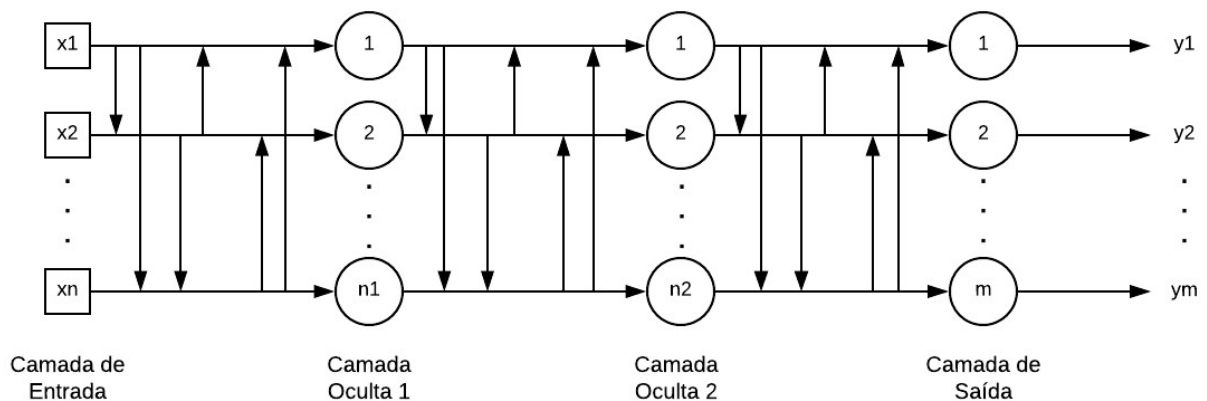 x1 1 1 1 y1
x2 2 2 2 y2
xn n1 n2 m ym
Camada de Camada Camada Camada de
Entrada Oculta 1 Oculta 2 Saída